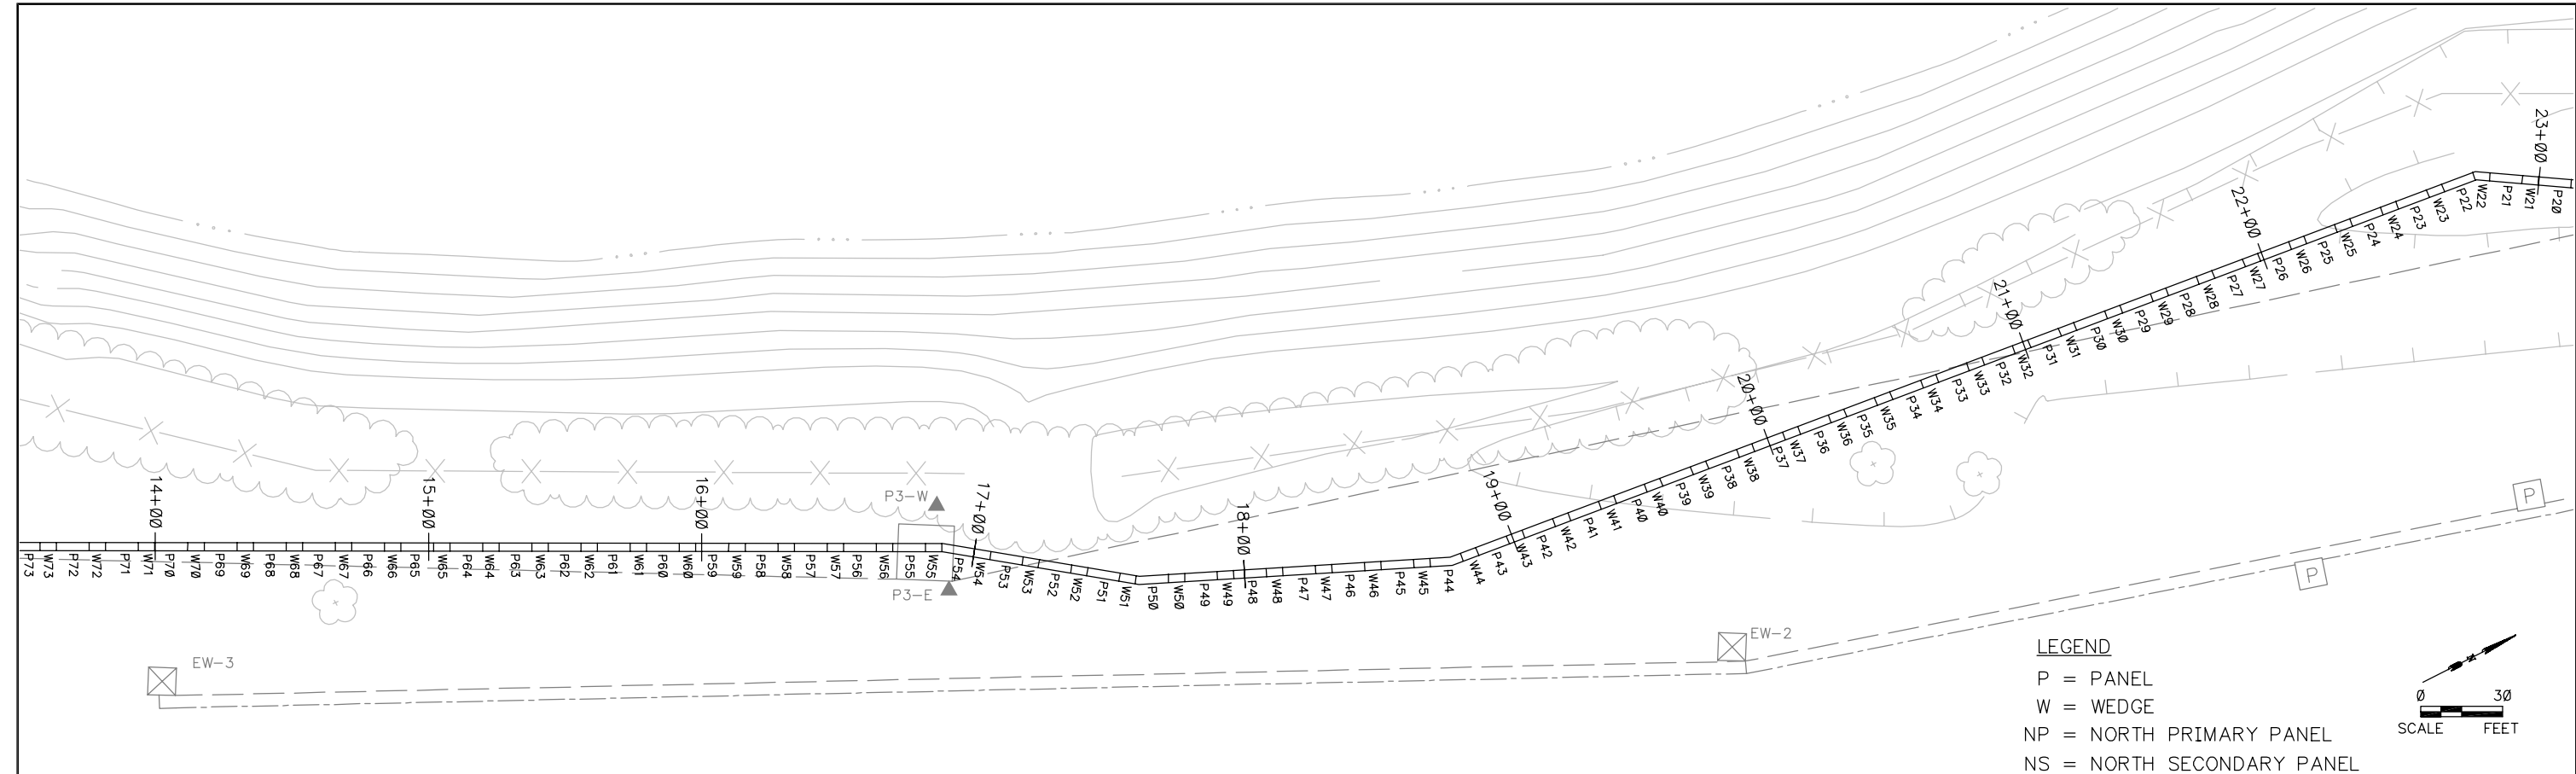 14+00
15+00
16+00
17+00
18+00
19+00
20+00
21+00
22+00
23+00
P73
W73
P72
W72
P71
W71
P70
W70
P69
W69
P68
W68
P67
W67
P66
W66
P65
W65
P64
W64
P63
W63
P62
W62
P61
W61
P60
W60
P59
W59
P58
W58
P57
W57
P56
W56
P55
W55
P54
W54
P53
W53
P52
W52
P51
W51
P50
W50
P49
W49
P48
W48
P47
W47
P46
W46
P45
W45
P44
W44
P43
W43
P42
W42
P41
W41
P40
W40
P39
W39
P38
W38
P37
W37
P36
W36
P35
W35
P34
W34
P33
W33
P32
W32
P31
W31
P30
W30
P29
W29
P28
W28
P27
W27
P26
W26
P25
W25
P24
W24
P23
W23
P22
W22
P21
W21
P20
P3-W
P3-E
EW-3
EW-2
P
P
LEGEND
P = PANEL
W = WEDGE
NP = NORTH PRIMARY PANEL
NS = NORTH SECONDARY PANEL
N
0 30
SCALE FEET